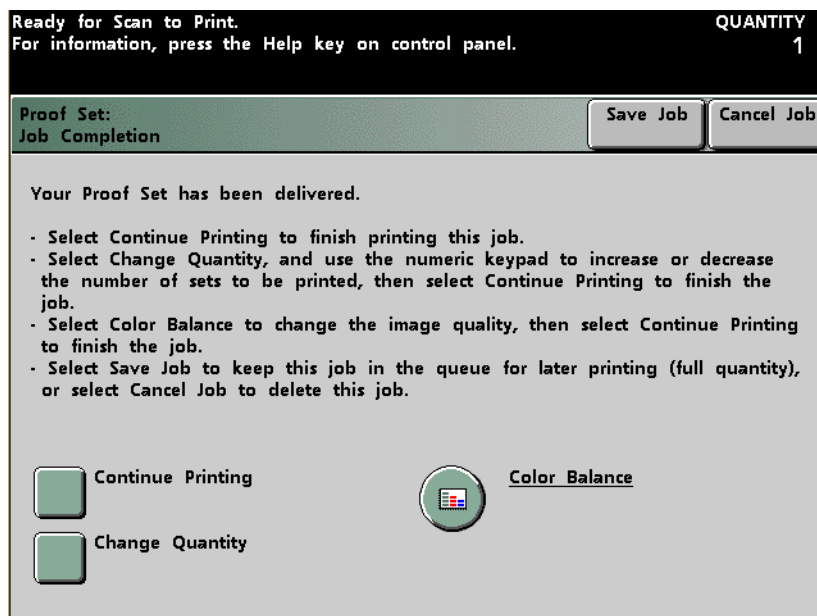 Ready for Scan to Print.
QUANTITY
For information, press the Help key on control panel.
1
Proof Set:
Job Completion
Save Job
Cancel Job
Your Proof Set has been delivered.
- Select Continue Printing to finish printing this job.
- Select Change Quantity, and use the numeric keypad to increase or decrease
the number of sets to be printed, then select Continue Printing to finish the
job.
- Select Color Balance to change the image quality, then select Continue Printing
to finish the job.
- Select Save Job to keep this job in the queue for later printing (full quantity),
or select Cancel Job to delete this job.
Continue Printing
Color Balance
Change Quantity